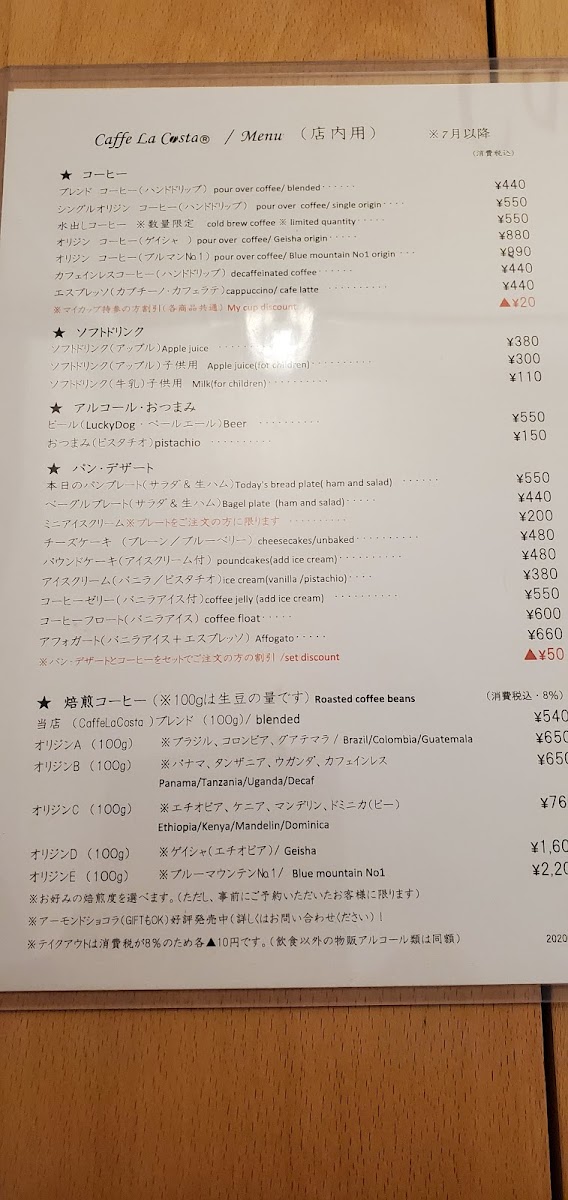 Caffe La Costa® / Menu （店内用） ※7月以降
（消費税込）
★ コーヒー
ブレンド コーヒー（ハンドドリップ） pour over coffee/ blended・・・・・・ ¥440
シングルオリジン コーヒー（ハンドドリップ） pour over coffee/ single origin・・・・ ¥550
水出しコーヒー ※数量限定 cold brew coffee ※ limited quantity・・・・・ ¥550
オリジン コーヒー（ゲイシャ ） pour over coffee/ Geisha origin・・・・・ ¥880
オリジン コーヒー（ブルマンNo.1） pour over coffee/ Blue mountain No1 origin ・・・ ¥990
カフェインレスコーヒー（ハンドドリップ） decaffeinated coffee・・・・・ ¥440
エスプレッソ（カプチーノ・カフェラテ）cappuccino/ cafe latte ・・・・・ ¥440
※マイカップ持参の方割引（各商品共通） My cup discount ▲¥20
★ ソフトドリンク
ソフトドリンク（アップル）Apple juice ・・・・・・・・・ ¥380
ソフトドリンク（アップル）子供用 Apple juice(for children)・・・・・・・・・ ¥300
ソフトドリンク（牛乳）子供用 Milk(for children)・・・・・・・・・ ¥110
★ アルコール・おつまみ
ビール（LuckyDog・ペールエール）Beer ・・・・・・・・・ ¥550
おつまみ（ピスタチオ）pistachio ・・・・・・・・・ ¥150
★ パン・デザート
本日のパンプレート（サラダ & 生ハム）Today's bread plate( ham and salad) ・・・・・・ ¥550
ベーグルプレート（サラダ & 生ハム）Bagel plate (ham and salad)・・・・・ ¥440
ミニアイスクリーム※プレートをご注文の方に限ります ・・・・・・・・・ ¥200
チーズケーキ （プレーン／ブルーベリー） cheesecakes/unbaked・・・・・・・・・ ¥480
パウンドケーキ（アイスクリーム付） poundcakes(add ice cream)・・・・・・・・・ ¥480
アイスクリーム（バニラ／ピスタチオ）ice cream(vanilla /pistachio)・・・・ ¥380
コーヒーゼリー（バニラアイス付）coffee jelly (add ice cream) ・・・・・・・・・ ¥550
コーヒーフロート（バニラアイス） coffee float・・・・・ ¥600
アフォガート（バニラアイス＋エスプレッソ） Affogato・・・・・ ¥660
※パン・デザートとコーヒーをセットでご注文の方の割引 /set discount ▲¥50
★ 焙煎コーヒー（※100gは生豆の量です）Roasted coffee beans （消費税込・8%）
当店 （CaffeLaCosta ）ブレンド （100g）/ blended ¥540
オリジンA （100g） ※ブラジル、コロンビア、グアテマラ / Brazil/Colombia/Guatemala ¥650
オリジンB （100g） ※パナマ、タンザニア、ウガンダ、カフェインレス ¥650
Panama/Tanzania/Uganda/Decaf
オリジンC （100g） ※エチオピア、ケニア、マンデリン、ドミニカ（ピー） ¥76
Ethiopia/Kenya/Mandelin/Dominica
オリジンD （100g） ※ゲイシャ（エチオピア）/ Geisha ¥1,60
オリジンE （100g） ※ブルーマウンテンNo.1/ Blue mountain No1 ¥2,20
※お好みの焙煎度を選べます。（ただし、事前にご予約いただいたお客様に限ります）
※アーモンドショコラ（GIFTもOK）好評発売中（詳しくはお問い合わせください）！
※テイクアウトは消費税が8%のため各▲10円です。（飲食以外の物販アルコール類は同額） 2020